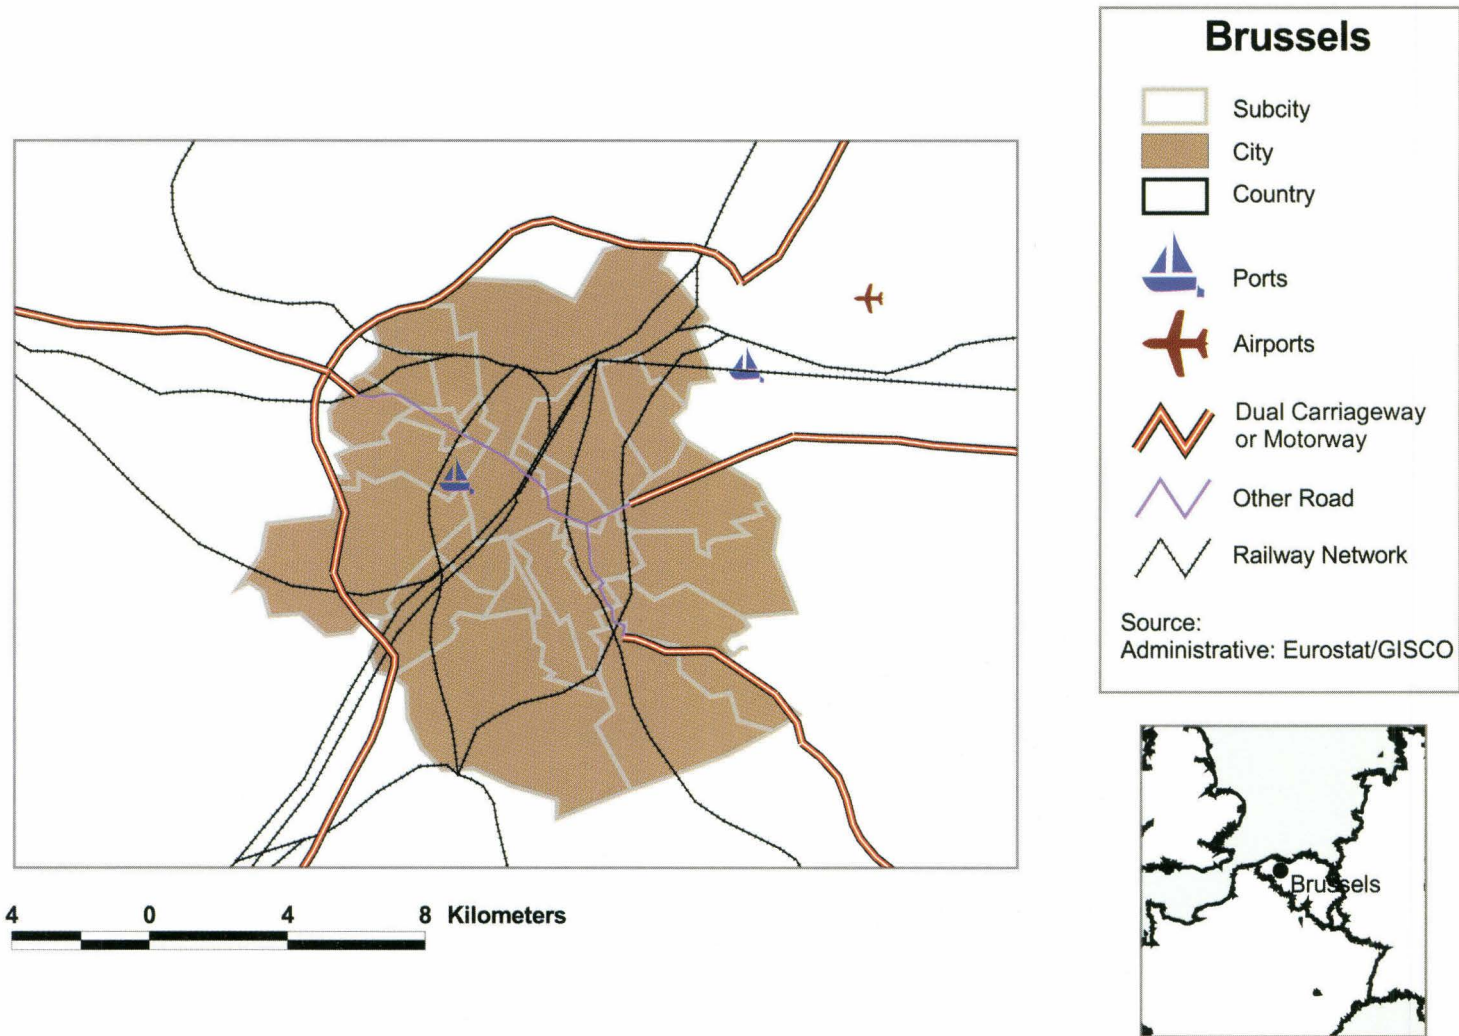 Brussels
Subcity
City
Country
Ports
Airports
Dual Carriageway
or Motorway
Other Road
Railway Network
Source:
Administrative: Eurostat/GISCO
4 0 4 8 Kilometers
Brussels